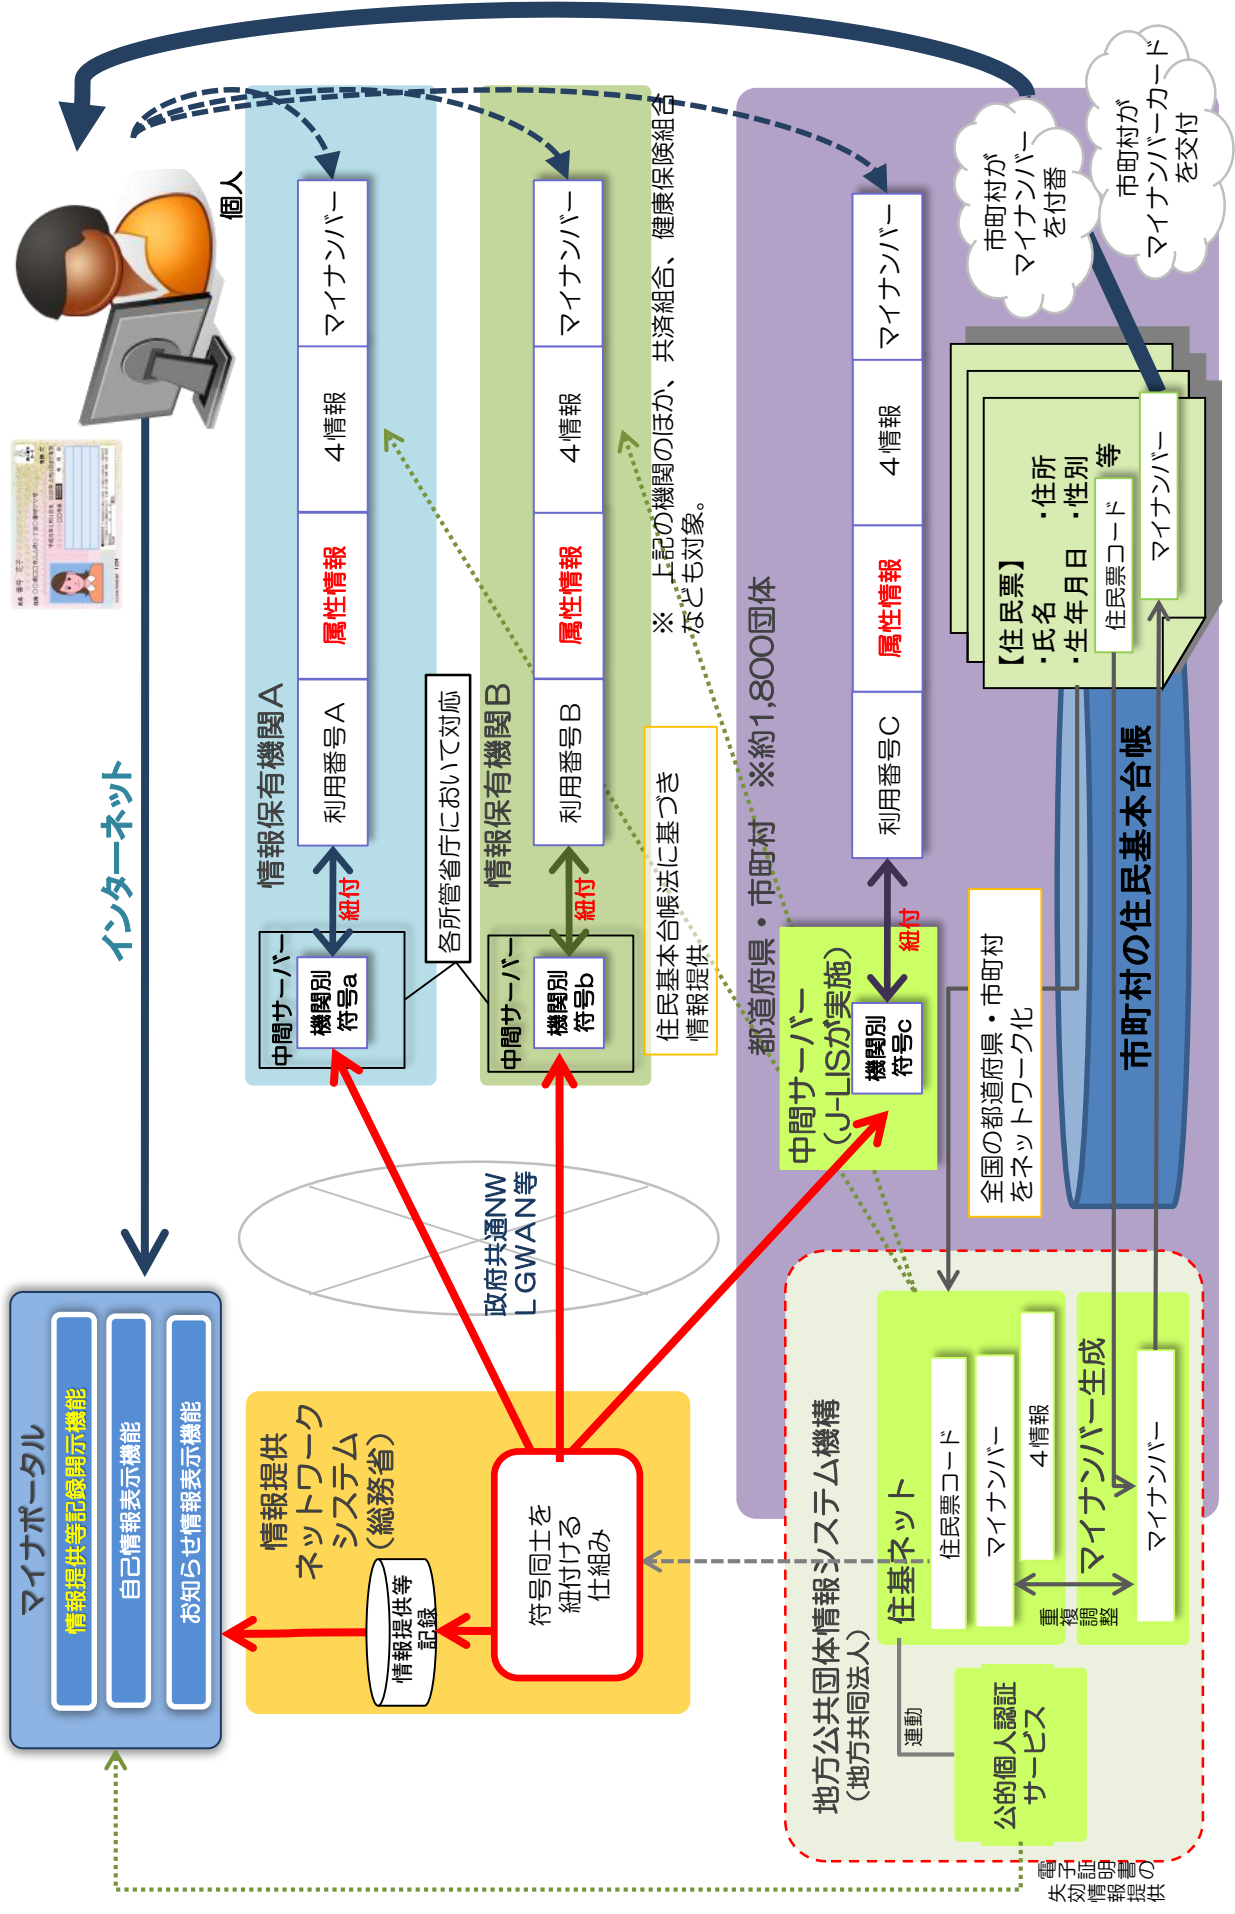 マイナポータル
情報提供等記録開示機能
自己情報表示機能
お知らせ情報表示機能
インターネット
個人
氏名 番号 花子
情報提供
ネットワーク
システム
（総務省）
情報提供等
記録
符号同士を
紐付ける
仕組み
政府共通NW
LGWAN等
情報保有機関A
中間サーバー
機関別
符号a
紐付
利用番号A
属性情報
4情報
マイナンバー
各所管省庁において対応
情報保有機関B
中間サーバー
機関別
符号b
紐付
利用番号B
属性情報
4情報
マイナンバー
※ 上記の機関のほか、共済組合、健康保険組合
なども対象。
住民基本台帳法に基づき
情報提供
都道府県・市町村 ※約1,800団体
中間サーバー
（J-LISが実施）
機関別
符号c
紐付
利用番号C
属性情報
4情報
マイナンバー
市町村が
マイナンバー
を付番
市町村が
マイナンバーカード
を交付
地方公共団体情報システム機構
（地方共同法人）
住基ネット
住民票コード
マイナンバー
4情報
重複調整
マイナンバー生成
マイナンバー
連動
公的個人認証
サービス
電子証明書の
失効情報提供
全国の都道府県・市町村
をネットワーク化
市町村の住民基本台帳
【住民票】
・氏名 ・住所
・生年月日 ・性別
住民票コード 等
マイナンバー